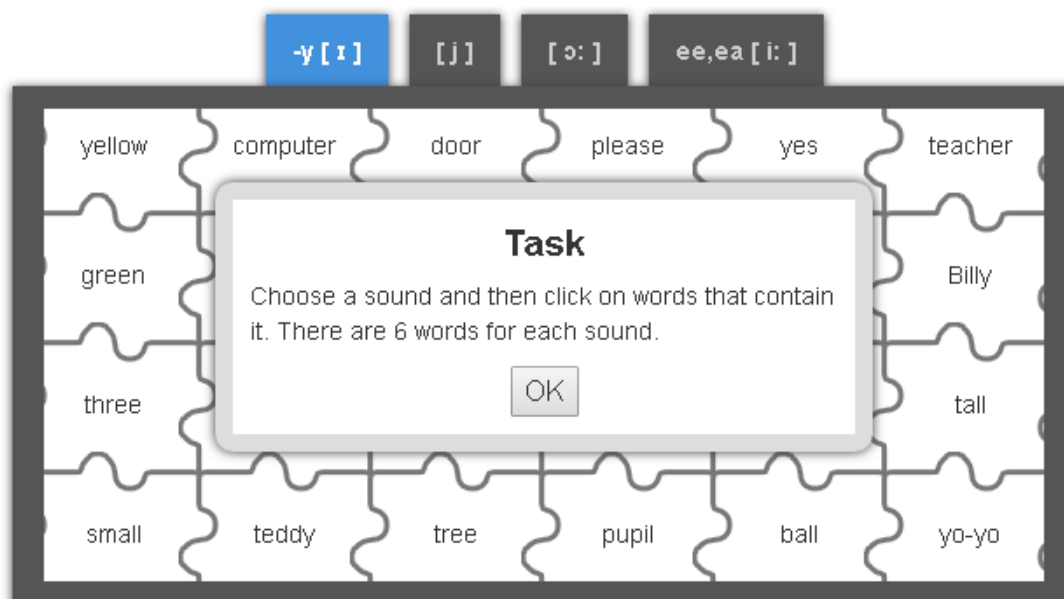 -y [ ɪ ] [ j ] [ ɔː ] ee,ea [ iː ]
yellow computer door please yes teacher
Task
green Billy
Choose a sound and then click on words that contain
it. There are 6 words for each sound.
OK
three tall
small teddy tree pupil ball yo-yo